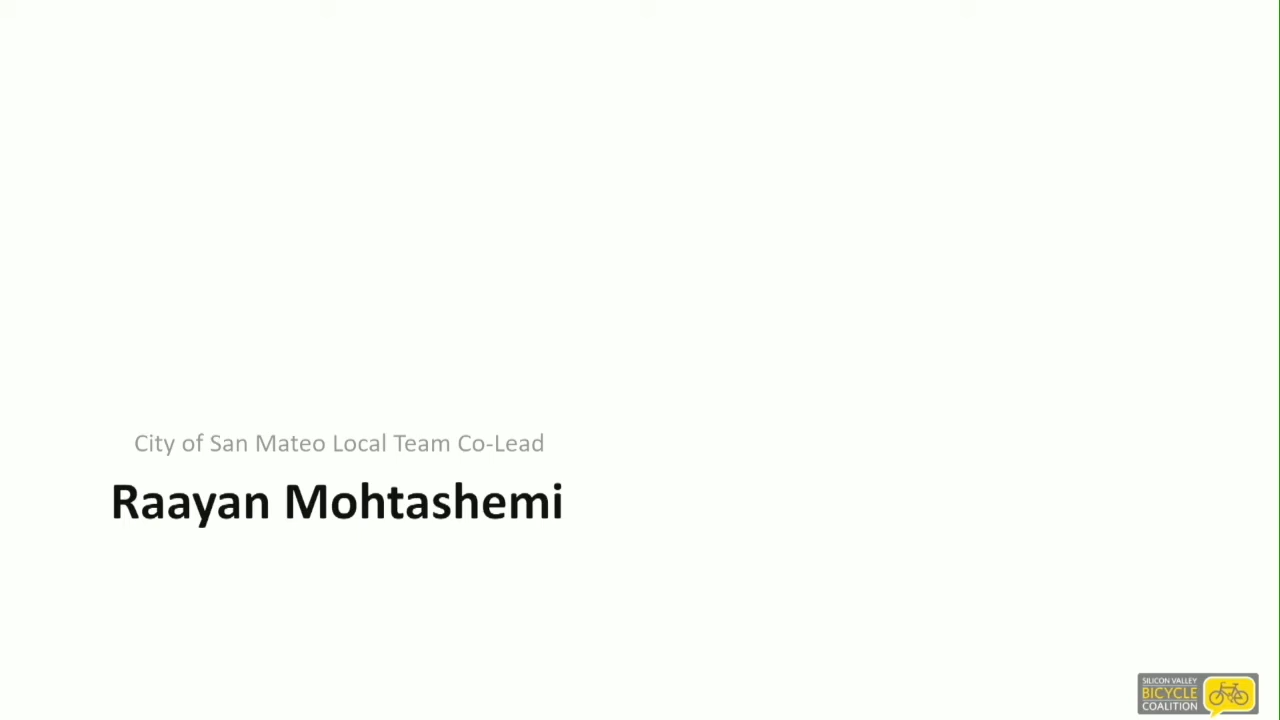 City of San Mateo Local Team Co-Lead
Raayan Mohtashemi
SILICON VALLEY
BICYCLE
COALITION